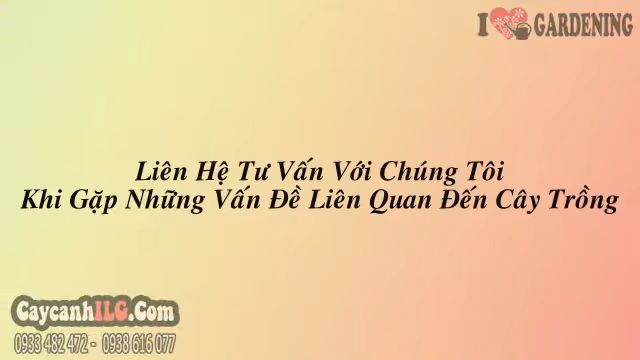 I GARDENING
Liên Hệ Tư Vấn Với Chúng Tôi
Khi Gặp Những Vấn Đề Liên Quan Đến Cây Trồng
CaycanhILG.Com
0933 482 472 - 0938 616 077